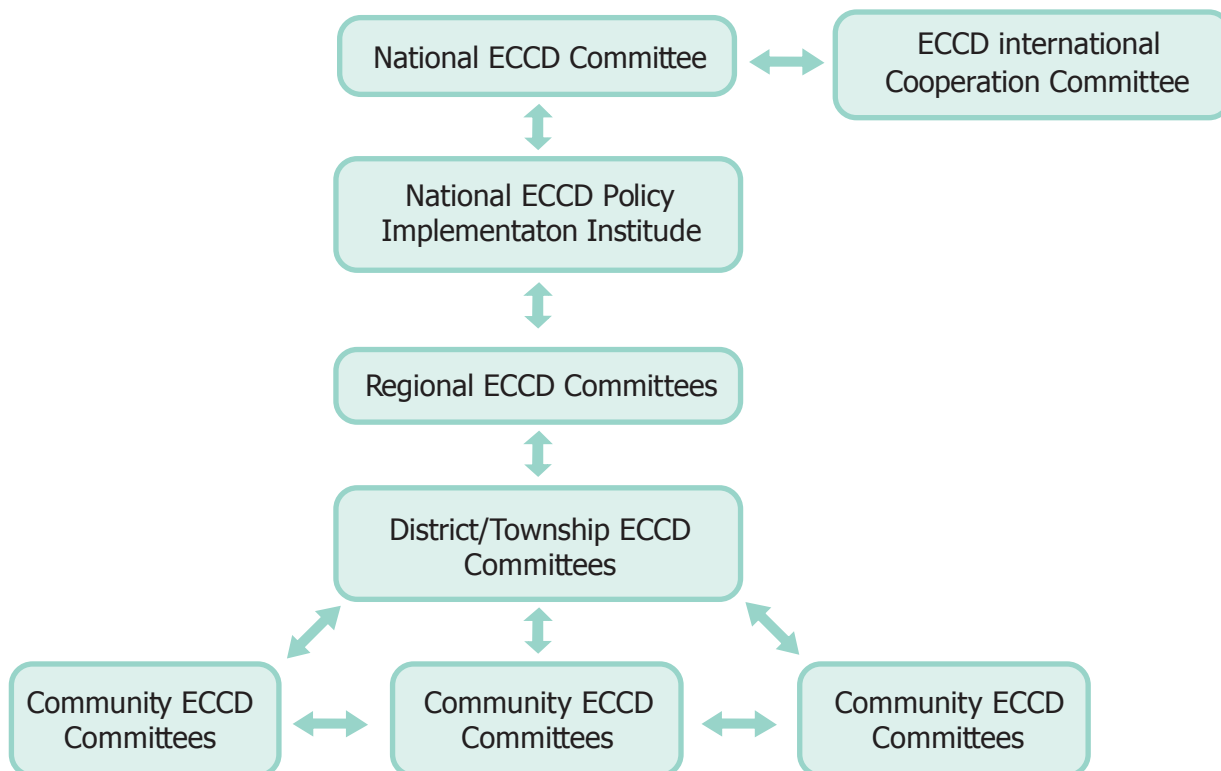 National ECCD Committee
ECCD international
Cooperation Committee
National ECCD Policy
Implementaton Institude
Regional ECCD Committees
District/Township ECCD
Committees
Community ECCD
Committees
Community ECCD
Committees
Community ECCD
Committees